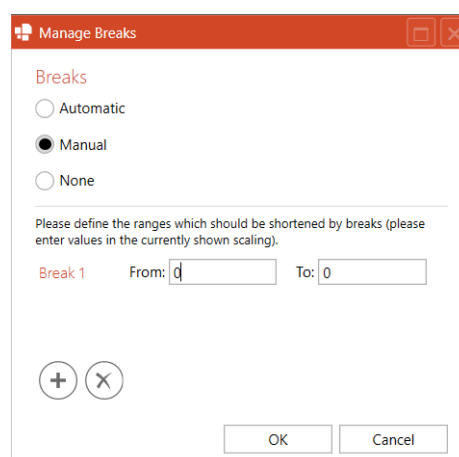 Manage Breaks
Breaks
Automatic
Manual
None
Please define the ranges which should be shortened by breaks (please
enter values in the currently shown scaling).
Break 1 From: 0 To: 0
OK Cancel